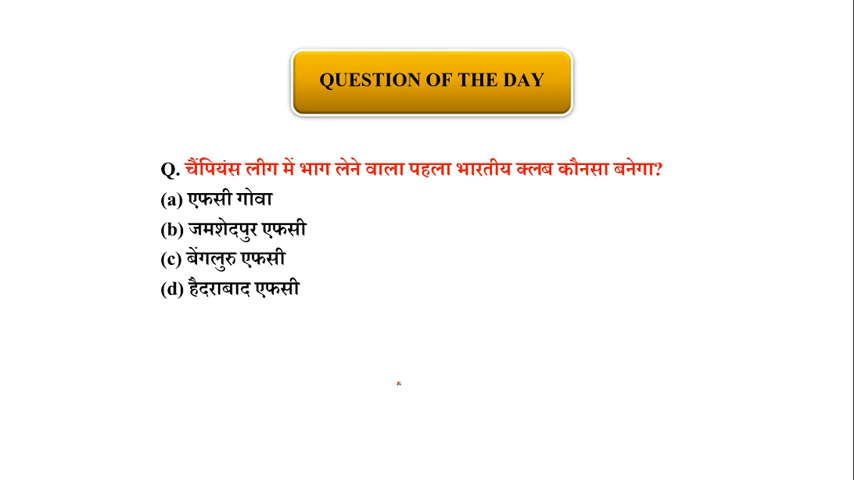 QUESTION OF THE DAY
Q. चैंपियंस लीग में भाग लेने वाला पहला भारतीय क्लब कौनसा बनेगा?
(a) एफसी गोवा
(b) जमशेदपुर एफसी
(c) बेंगलुरु एफसी
(d) हैदराबाद एफसी